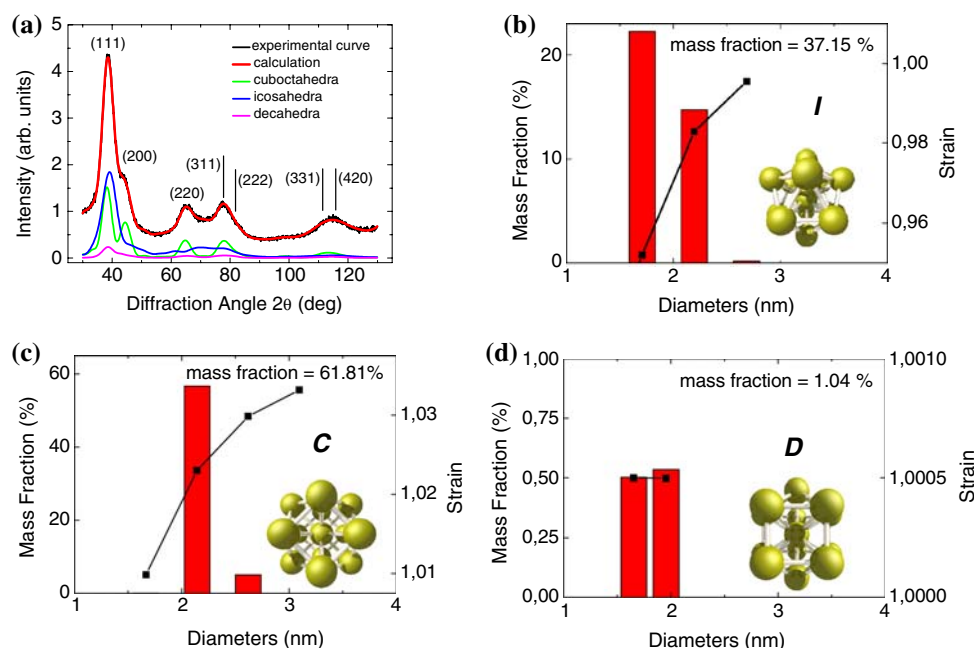 (a)
(111)
(200)
(220)
(311)
(222)
(331)
(420)
experimental curve
calculation
cuboctahedra
icosahedra
decahedra
Intensity (arb. units)
5
4
3
2
1
0
40
60
80
100
120
Diffraction Angle 2θ (deg)
(b)
mass fraction = 37.15 %
I
Mass Fraction (%)
20
10
0
1
2
3
4
Diameters (nm)
1,00
0,98
0,96
Strain
(c)
mass fraction = 61.81%
C
Mass Fraction (%)
60
40
20
0
1
2
3
4
Diameters (nm)
1,03
1,02
1,01
Strain
(d)
mass fraction = 1.04 %
D
Mass Fraction (%)
1,00
0,75
0,50
0,25
0,00
1
2
3
4
Diameters (nm)
1,0010
1,00005
1,0000
Strain